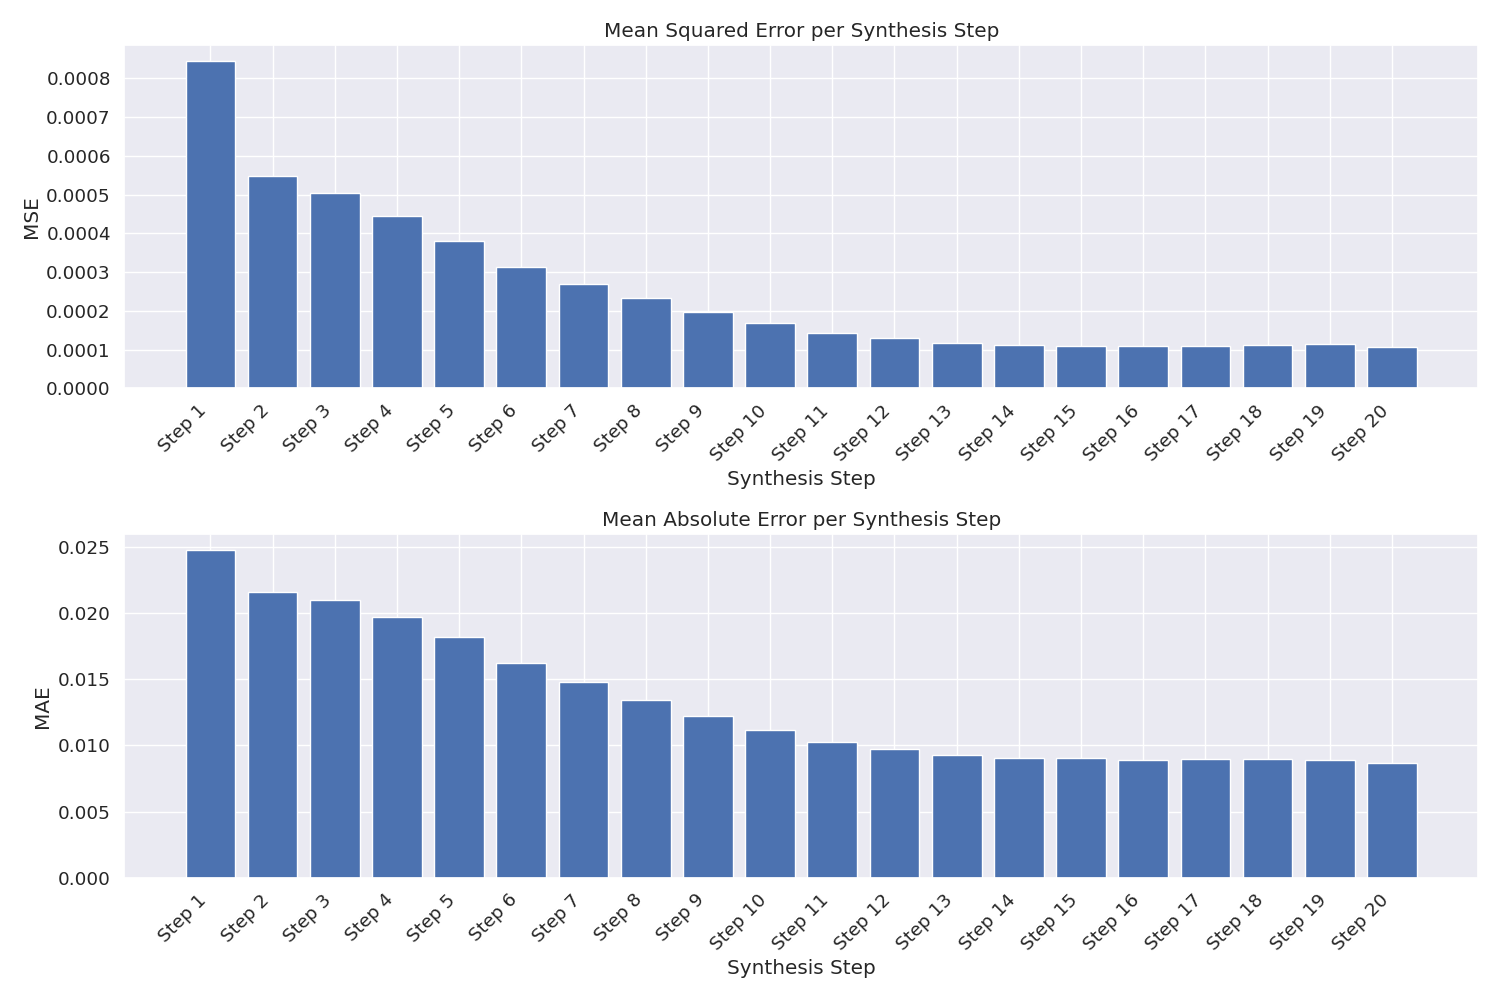 Mean Squared Error per Synthesis Step
0.0008
0.0007
0.0006
0.0005
0.0004
0.0003
0.0002
0.0001
0.0000
MSE
Step 1 Step 2 Step 3 Step 4 Step 5 Step 6 Step 7 Step 8 Step 9 Step 10 Step 11 Step 12 Step 13 Step 14 Step 15 Step 16 Step 17 Step 18 Step 19 Step 20
Synthesis Step
Mean Absolute Error per Synthesis Step
0.025
0.020
0.015
0.010
0.005
0.000
MAE
Step 1 Step 2 Step 3 Step 4 Step 5 Step 6 Step 7 Step 8 Step 9 Step 10 Step 11 Step 12 Step 13 Step 14 Step 15 Step 16 Step 17 Step 18 Step 19 Step 20
Synthesis Step